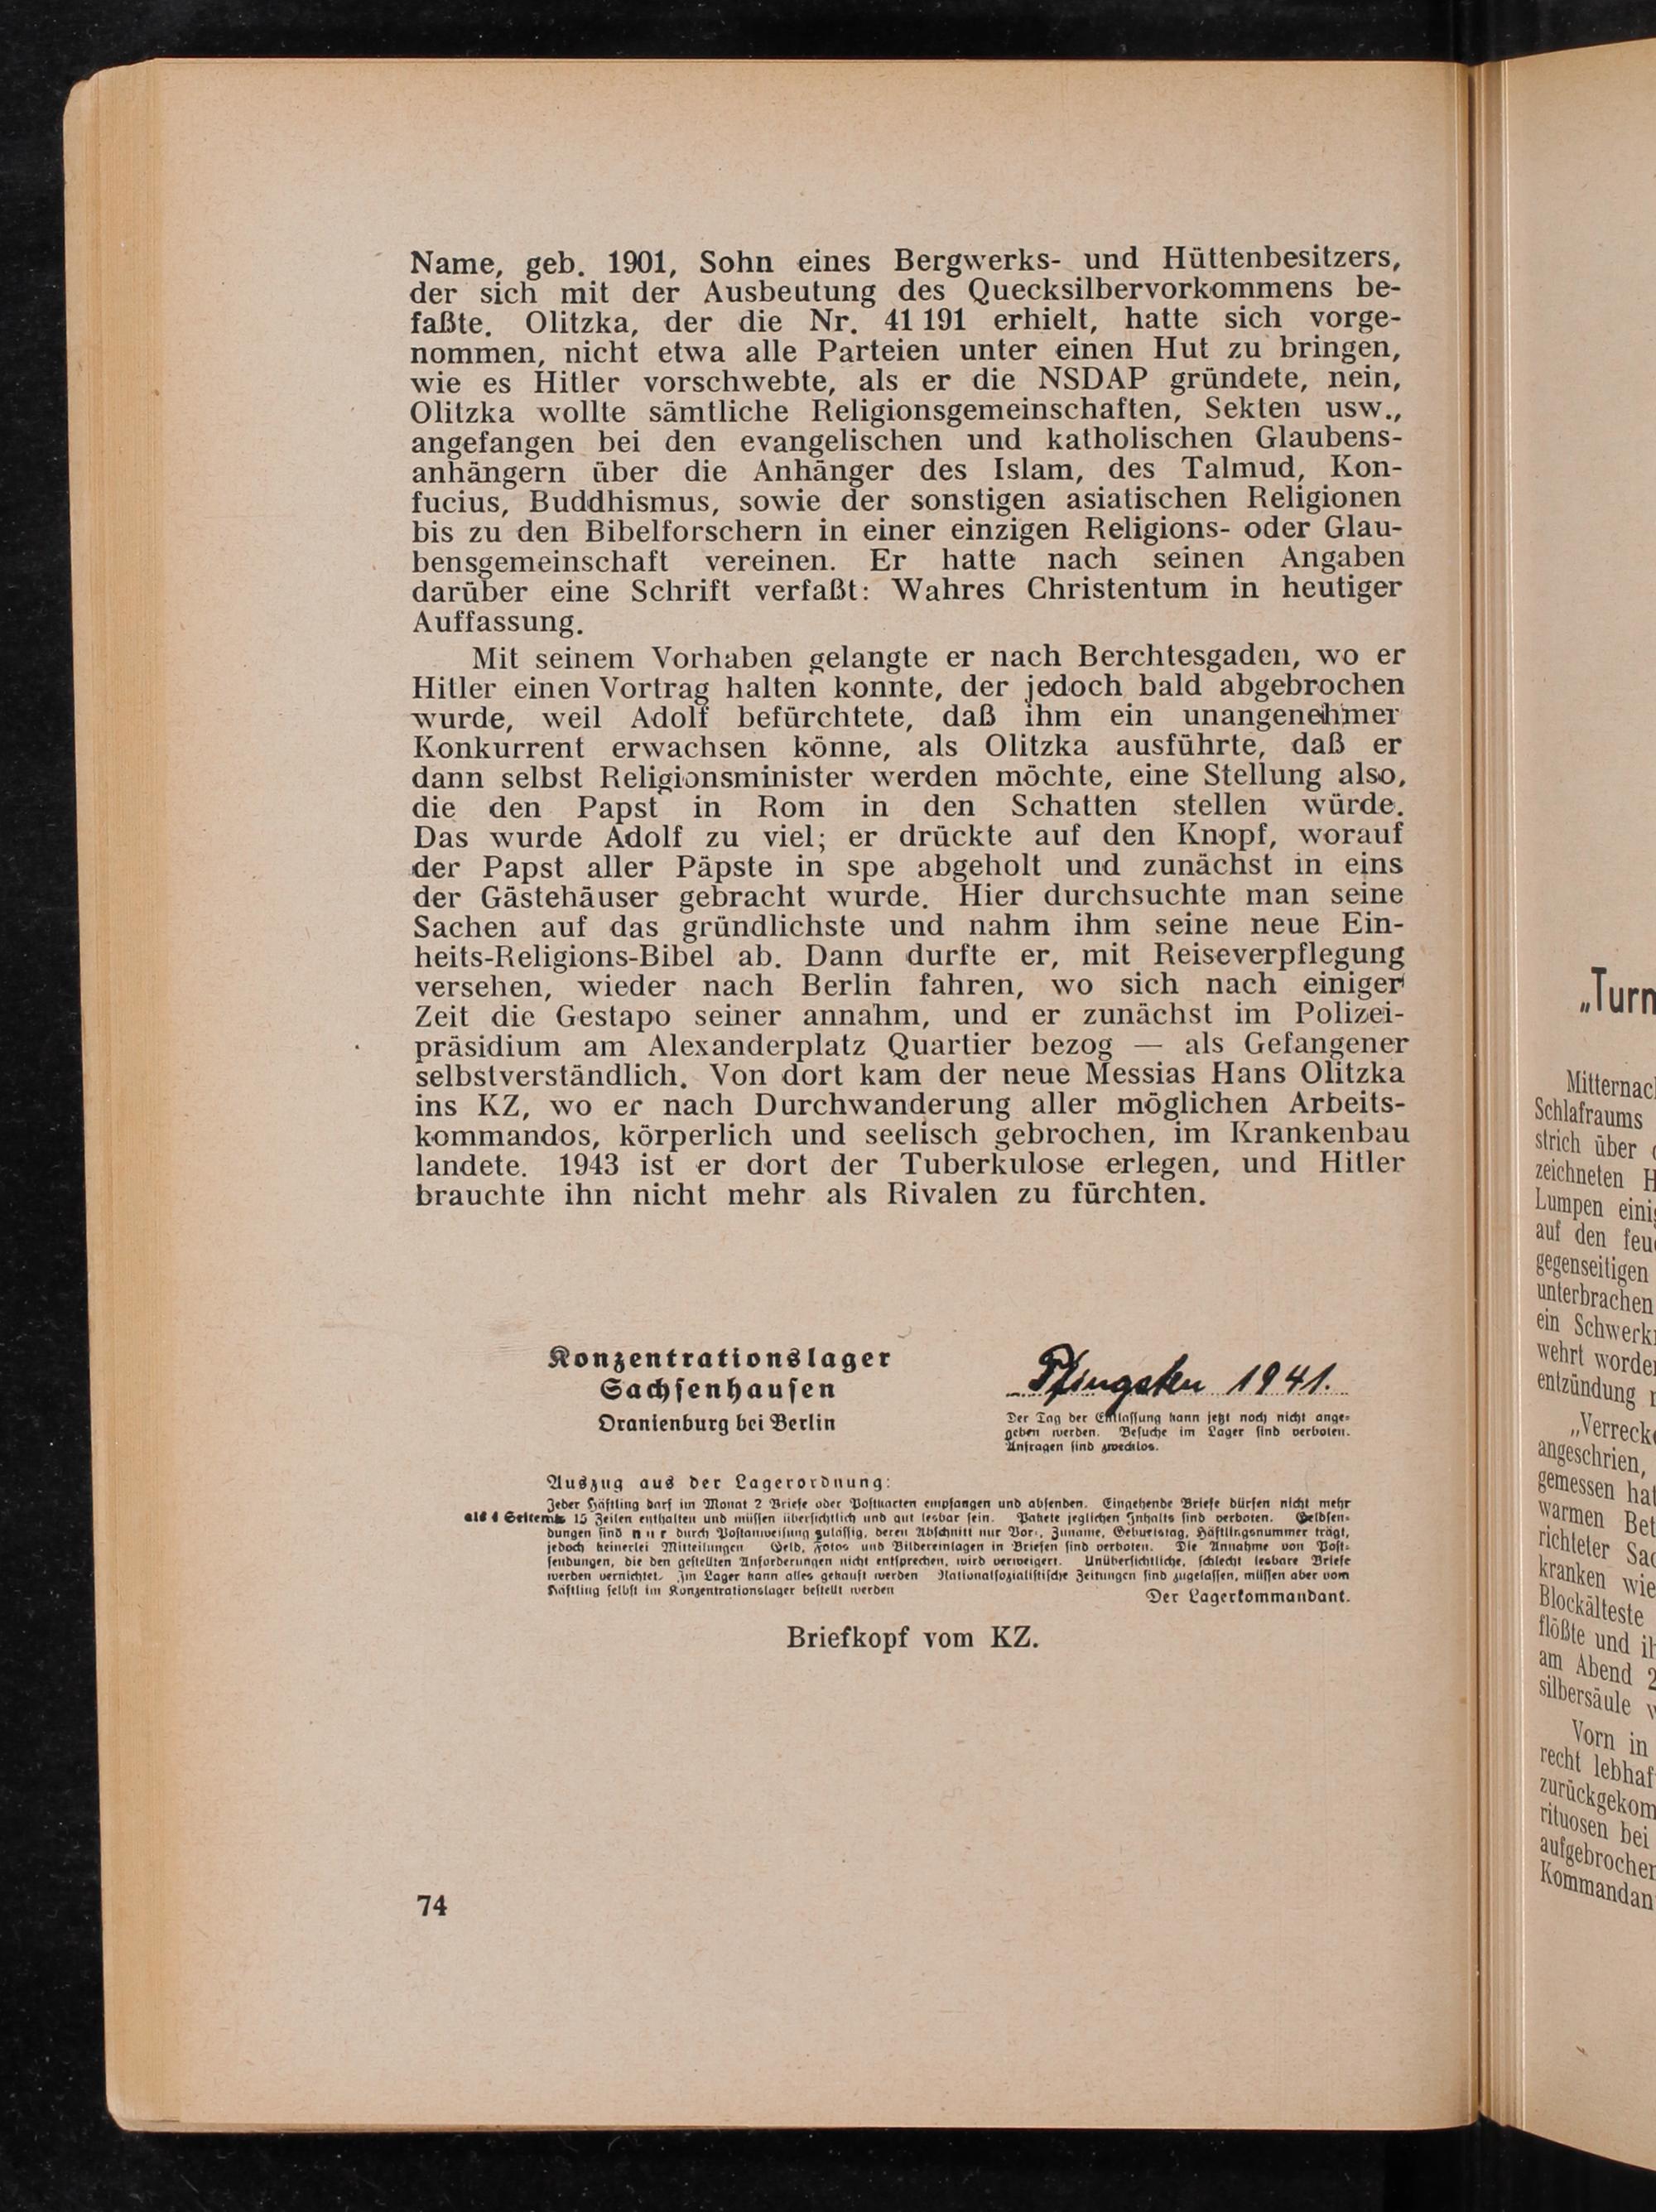 Name, geb. 1901, Sohn eines Bergwerks- und Hüttenbesitzers,
der sich mit der Ausbeutung des Quecksilbervorkommens be-
faßte. Olitzka, der die Nr. 41 191 erhielt, hatte sich vorge-
nommen, nicht etwa alle Parteien unter einen Hut zu bringen,
wie es Hitler vorschwebte, als er die NSDAP gründete, nein,
Olitzka wollte sämtliche Religionsgemeinschaften, Sekten usw.,
angefangen bei den evangelischen und katholischen Glaubens-
anhängern über die Anhänger des Islam, des Talmud, Kon-
fucius, Buddhismus, sowie der sonstigen asiatischen Religionen
bis zu den Bibelforschern in einer einzigen Religions- oder Glau-
bensgemeinschaft vereinen. Er hatte nach seinen Angaben
darüber eine Schrift verfaßt: Wahres Christentum in heutiger
Auffassung.
Mit seinem Vorhaben gelangte er nach Berchtesgaden, wo er
Hitler einen Vortrag halten konnte, der jedoch bald abgebrochen
wurde, weil Adolf befürchtete, daß ihm ein unangenehmer
Konkurrent erwachsen könne, als Olitzka ausführte, daß er
dann selbst Religionsminister werden möchte, eine Stellung also,
die den Papst in Rom in den Schatten stellen würde.
Das wurde Adolf zu viel; er drückte auf den Knopf, worauf
der Papst aller Päpste in spe abgeholt und zunächst in eins
der Gästehäuser gebracht wurde. Hier durchsuchte man seine
Sachen auf das gründlichste und nahm ihm seine neue Ein-
heits-Religions-Bibel ab. Dann durfte er, mit Reiseverpflegung
versehen, wieder nach Berlin fahren, wo sich nach einiger
Zeit die Gestapo seiner annahm, und er zunächst im Polizei-
präsidium am Alexanderplatz Quartier bezog — als Gefangener
selbstverständlich. Von dort kam der neue Messias Hans Olitzka
ins KZ, wo er nach Durchwanderung aller möglichen Arbeits-
kommandos, körperlich und seelisch gebrochen, im Krankenbau
landete. 1943 ist er dort der Tuberkulose erlegen, und Hitler
brauchte ihn nicht mehr als Rivalen zu fürchten.
Konzentrationslager
Sachsenhausen
Oranienburg bei Berlin
Pfingsten 1941.
Der Tag der Entlassung kann jetzt noch nicht ange-
geben werden. Besuche im Lager sind verboten.
Anfragen sind zwecklos.
Auszug aus der Lagerordnung:
Jeder Häftling darf im Monat 2 Briefe oder Postkarten empfangen und absenden. Eingehende Briefe dürfen nicht mehr
als 4 Seiten 15 Zeilen enthalten und müssen übersichtlich und gut lesbar sein. Pakete jeglichen Inhalts sind verboten. Geldsen-
dungen sind nur durch Postanweisung zulässig, deren Abschnitt nur Vor-, Zuname, Geburtstag, Häftlingsnummer trägt,
jedoch keinerlei Mitteilungen Geld, Fotos und Bildereinlagen in Briefen sind verboten. Die Annahme von Post-
sendungen, die den gestellten Anforderungen nicht entsprechen, wird verweigert. Unübersichtliche, schlecht lesbare Briefe
werden vernichtet. Im Lager kann alles gekauft werden Nationalsozialistische Zeitungen sind zugelassen, müssen aber vom
Häftling selbst im Konzentrationslager bestellt werden
Der Lagerkommandant.
Briefkopf vom KZ.
74
„Turn
Mitternac
Schlafraums
strich über
zeichneten H
Lumpen eini
auf den feu
gegenseitigen
unterbrachen
ein Schwerk
wehrt worde
entzündung
„Verreck
angeschrien,
gemessen hat
warmen Bet
richteter Sac
kranken wie
Blockälteste
flößte und ih
am Abend 2
silbersäule
Vorn in
recht lebhaf
zurückgekom
rituosen bei
aufgebrochen
Kommandan